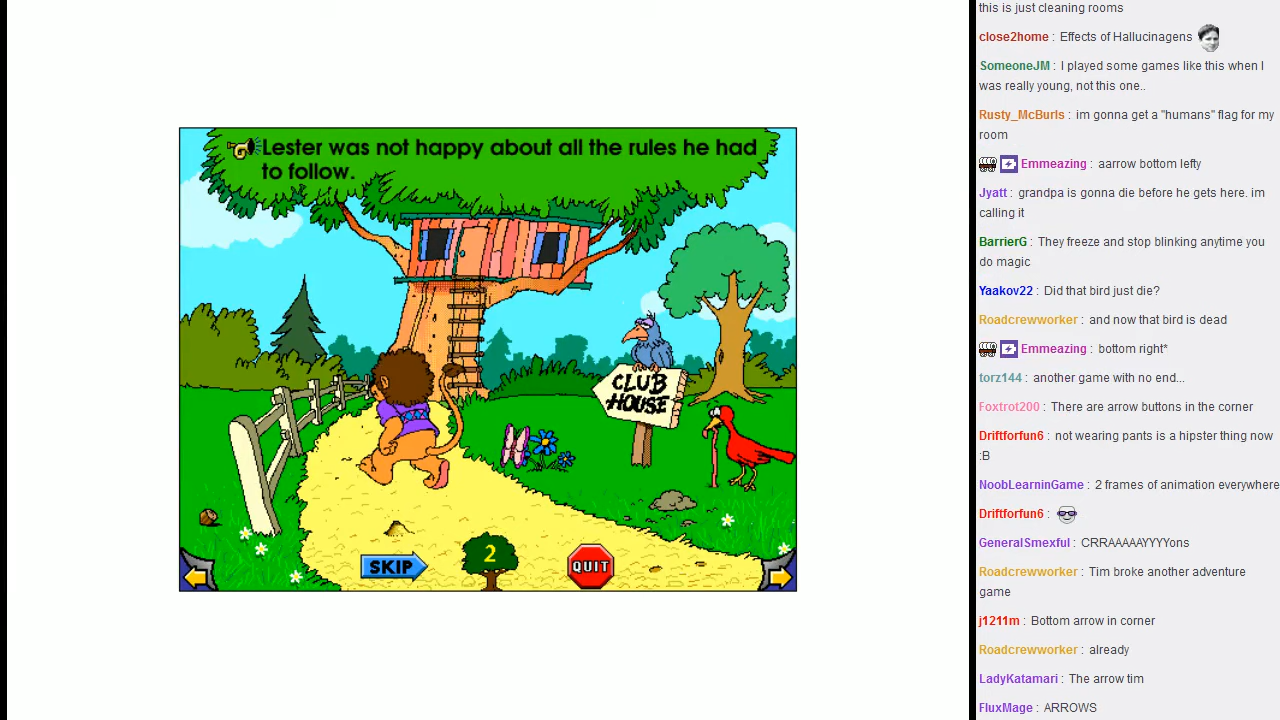 Lester was not happy about all the rules he had
to follow.
CLUB
HOUSE
SKIP
2
QUIT
this is just cleaning rooms
close2home : Effects of Hallucinagens
SomeoneJM : I played some games like this when I
was really young, not this one..
Rusty_McBurls : im gonna get a "humans" flag for my
room
Emmeazing : aarrow bottom lefty
Jyatt : grandpa is gonna die before he gets here. im
calling it
BarrierG : They freeze and stop blinking anytime you
do magic
Yaakov22 : Did that bird just die?
Roadcrewworker : and now that bird is dead
Emmeazing : bottom right*
torz144 : another game with no end...
Foxtrot200 : There are arrow buttons in the corner
Driftforfun6 : not wearing pants is a hipster thing now
:B
NoobLearninGame : 2 frames of animation everywhere
Driftforfun6 :
GeneralSmexful : CRRAAAAAYYYYons
Roadcrewworker : Tim broke another adventure
game
j1211m : Bottom arrow in corner
Roadcrewworker : already
LadyKatamari : The arrow tim
FluxMage : ARROWS